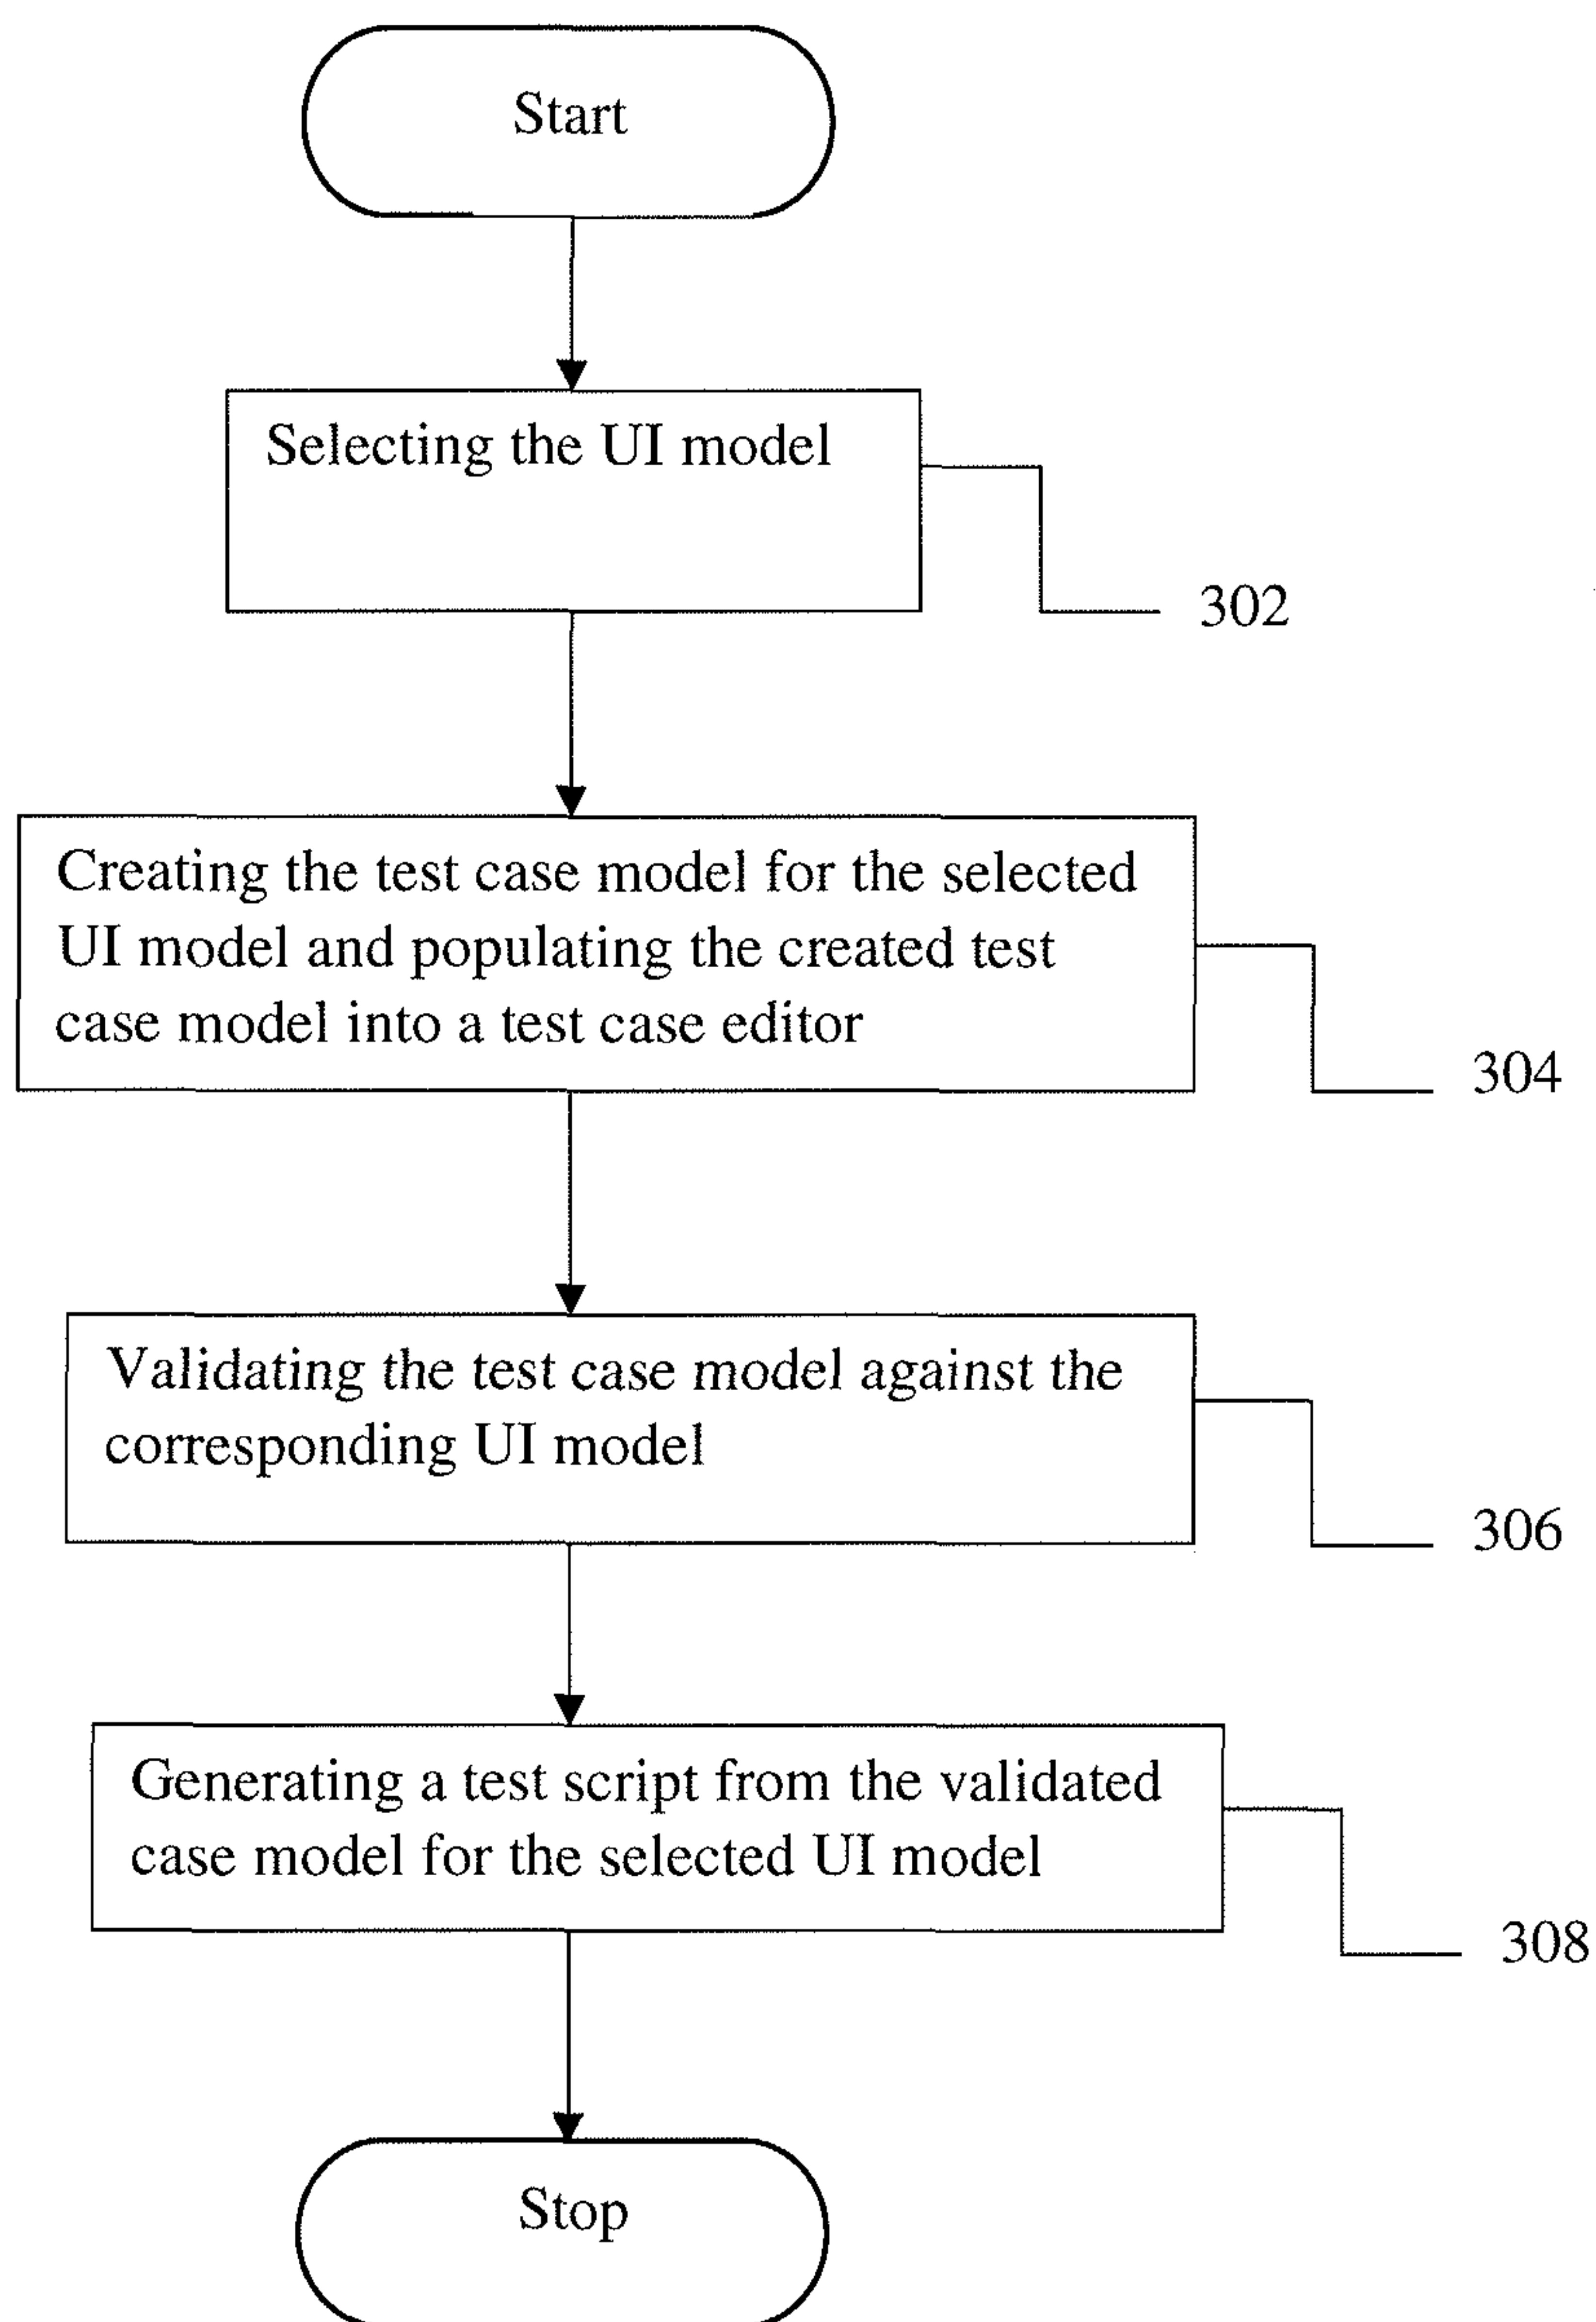 Start
Selecting the UI model
302
Creating the test case model for the selected
UI model and populating the created test
case model into a test case editor
304
Validating the test case model against the
corresponding UI model
306
Generating a test script from the validated
case model for the selected UI model
308
Stop